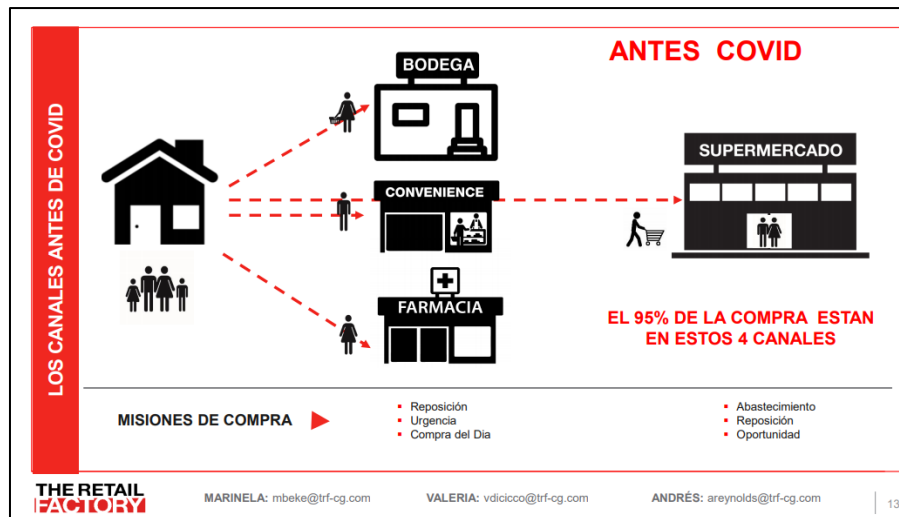 LOS CANALES ANTES DE COVID
ANTES COVID
BODEGA
CONVENIENCE
FARMACIA
SUPERMERCADO
EL 95% DE LA COMPRA ESTAN
EN ESTOS 4 CANALES
MISIONES DE COMPRA
▪ Reposición
▪ Urgencia
▪ Compra del Dia
▪ Abastecimiento
▪ Reposición
▪ Oportunidad
THE RETAIL
FACTORY
MARINELA: mbeke@trf-cg.com
VALERIA: vdicicco@trf-cg.com
ANDRÉS: areynolds@trf-cg.com
13